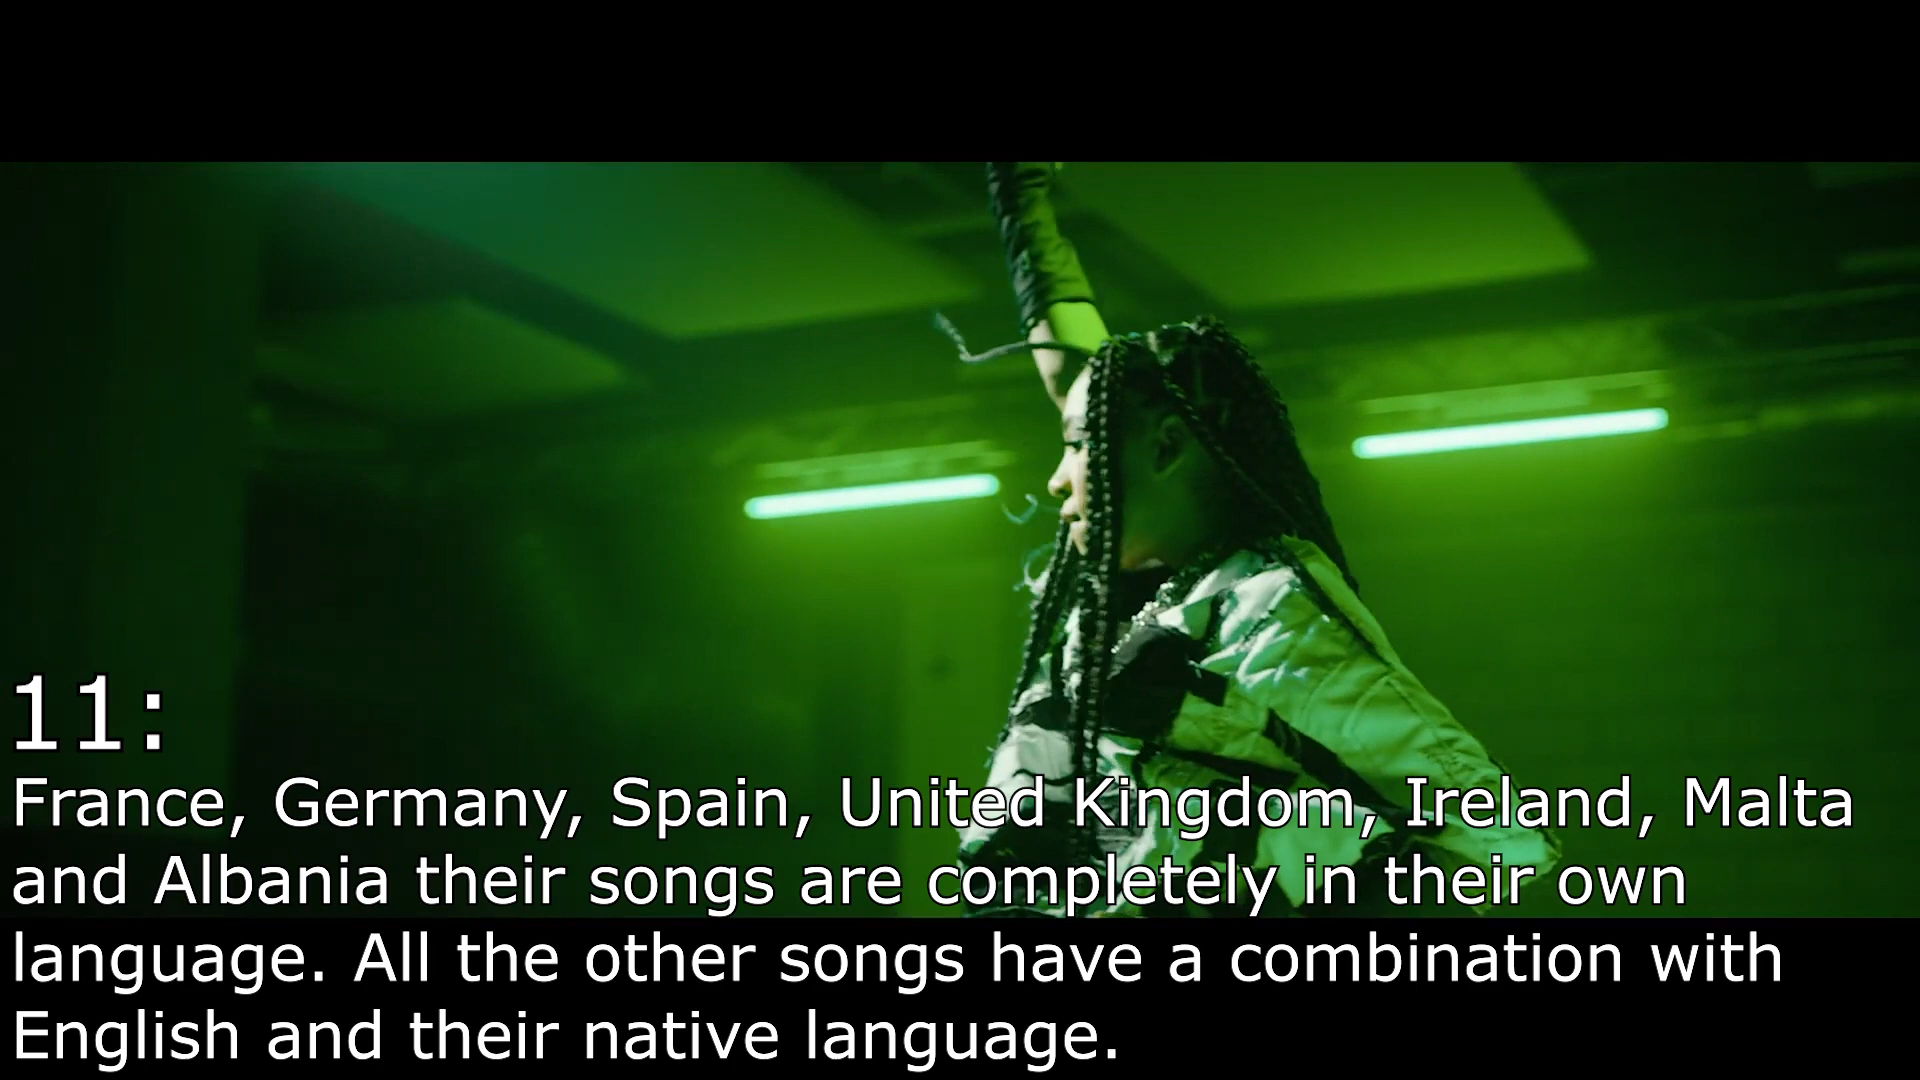 11:
France, Germany, Spain, United Kingdom, Ireland, Malta
and Albania their songs are completely in their own
language. All the other songs have a combination with
English and their native language.